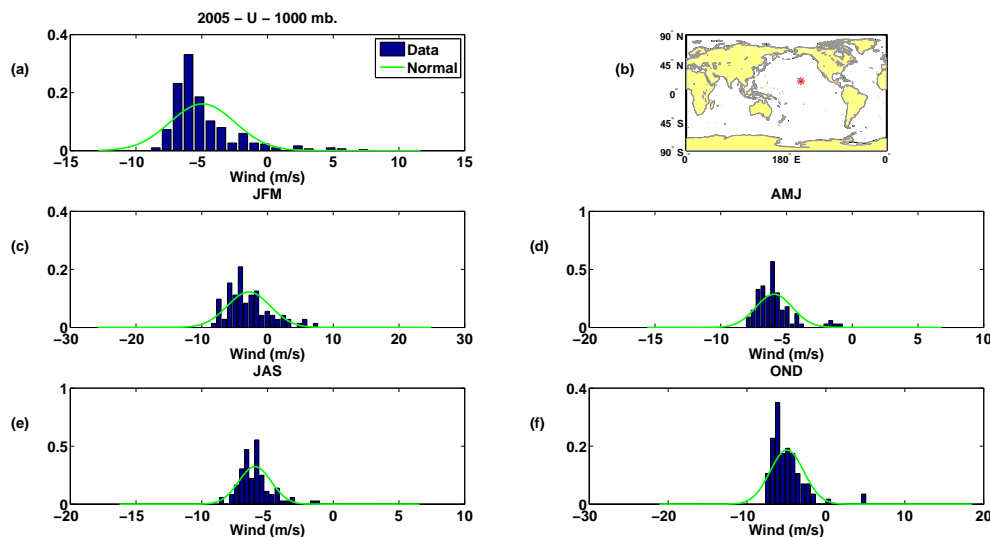 2005 − U − 1000 mb.
(a)
0.4
0.2
0
Data
Normal
−15 −10 −5 0 5 10 15
Wind (m/s)
(b)
90° N
45° N
0°
45° S
90° S
0° 180° E 0°
JFM
(c)
0.4
0.2
0
−30 −20 −10 0 10 20 30
Wind (m/s)
AMJ
(d)
1
0.5
0
−20 −15 −10 −5 0 5 10
Wind (m/s)
JAS
(e)
1
0.5
0
−20 −15 −10 −5 0 5 10
Wind (m/s)
OND
(f)
0.4
0.2
0
−30 −20 −10 0 10 20
Wind (m/s)